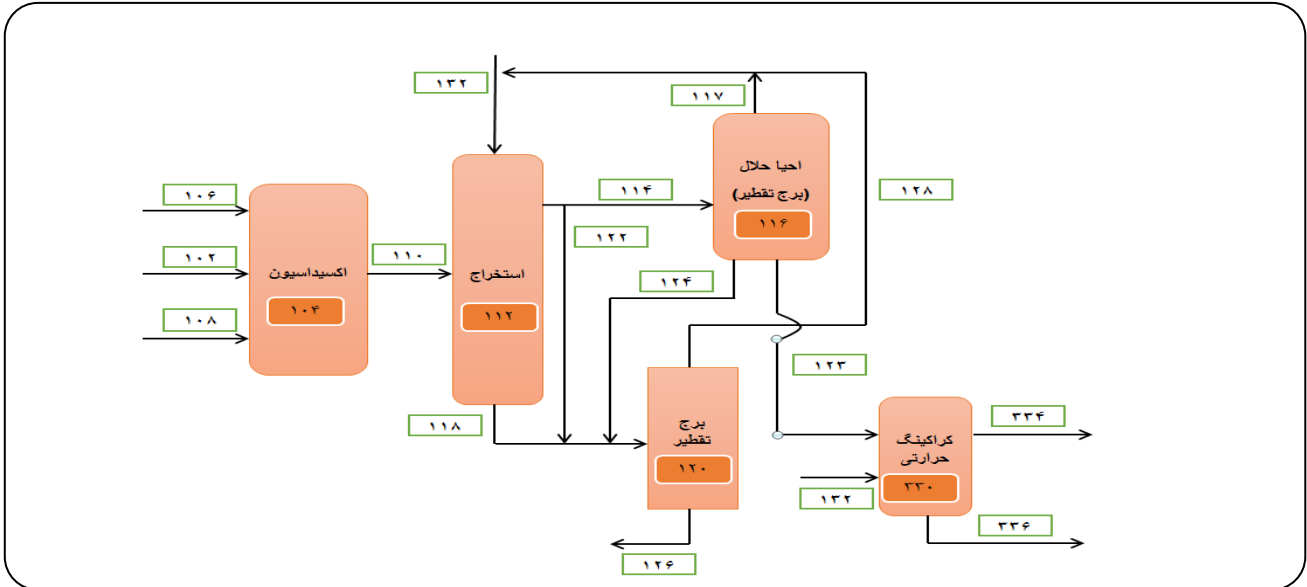 ۱۳۲
۱۱۷
احیا حلال
(برج تقطیر)
۱۱۶
۱۰۶
۱۱۴
۱۲۸
۱۲۲
۱۰۲
۱۱۰
اکسیداسیون
۱۰۴
استخراج
۱۱۲
۱۲۴
۱۰۸
۱۲۳
۱۱۸
برج
تقطیر
۱۲۰
۳۳۴
کراکینگ
حرارتی
۳۳۰
۱۳۲
۳۳۶
۱۲۶